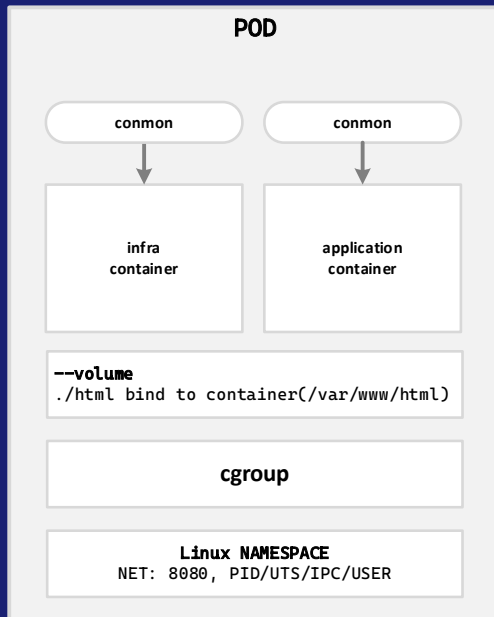 POD
conmon
conmon
infra
container
application
container
--volume
./html bind to container(/var/www/html)
cgroup
Linux NAMESPACE
NET: 8080, PID/UTS/IPC/USER